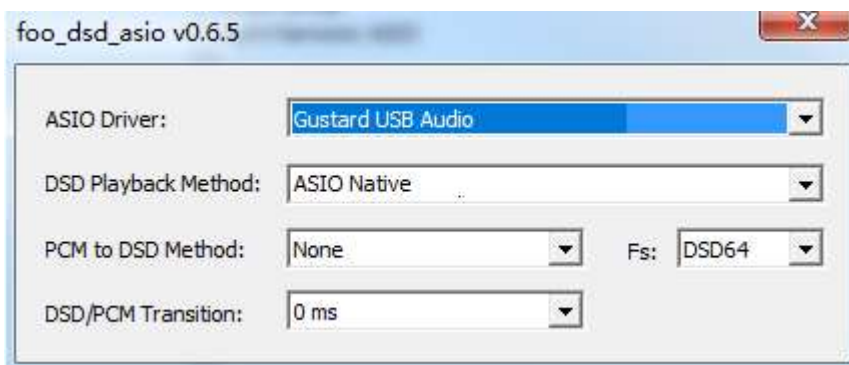 foo_dsd_asio v0.6.5
ASIO Driver: Gustard USB Audio
DSD Playback Method: ASIO Native
PCM to DSD Method: None Fs: DSD64
DSD/PCM Transition: 0 ms